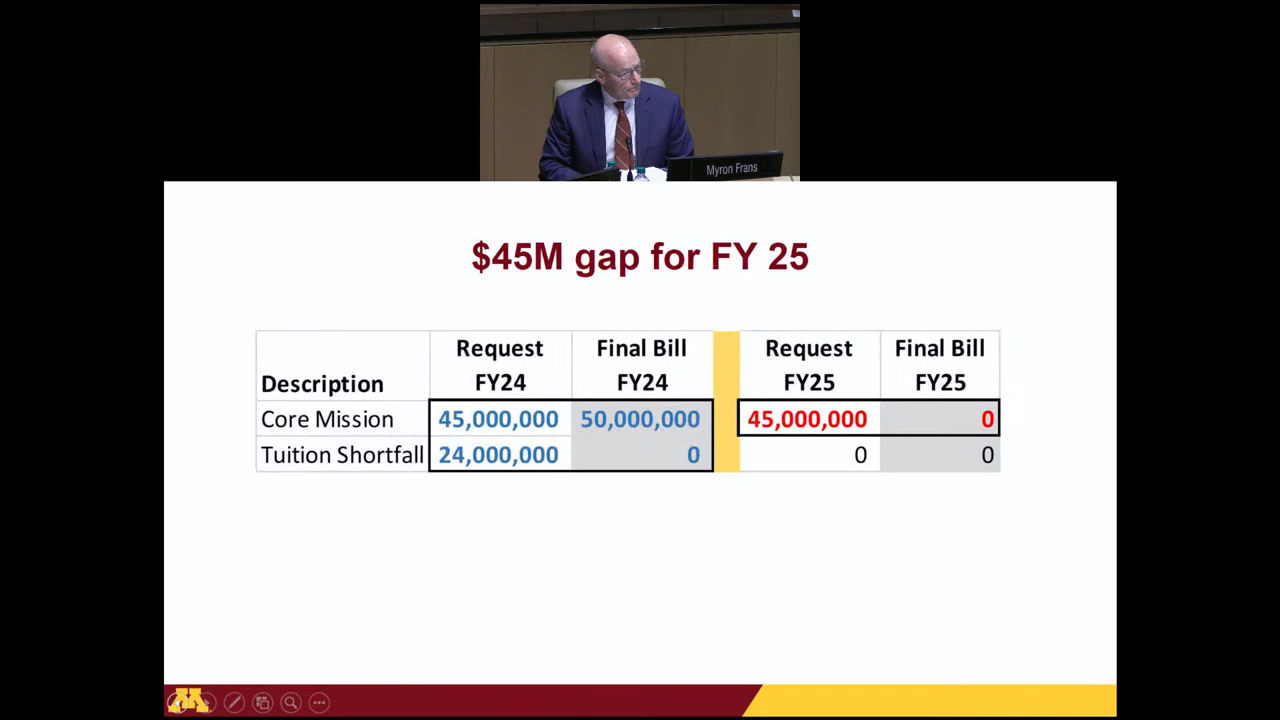 Myron Frans
$45M gap for FY 25
Description Request FY24 Final Bill FY24 Request FY25 Final Bill FY25
Core Mission 45,000,000 50,000,000 45,000,000 0
Tuition Shortfall 24,000,000 0 0 0
M